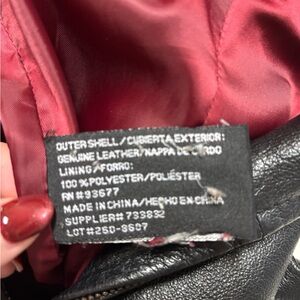 OUTER SHELL/CUBIERTA EXTERIOR:
GENUINE LEATHER/NAPPA DE CERDO
LINING/FORRO:
100% POLYESTER/POLIÉSTER
RN #93677
MADE IN CHINA/HECHO EN CHINA
SUPPLIER#733832
LOT#260-8607